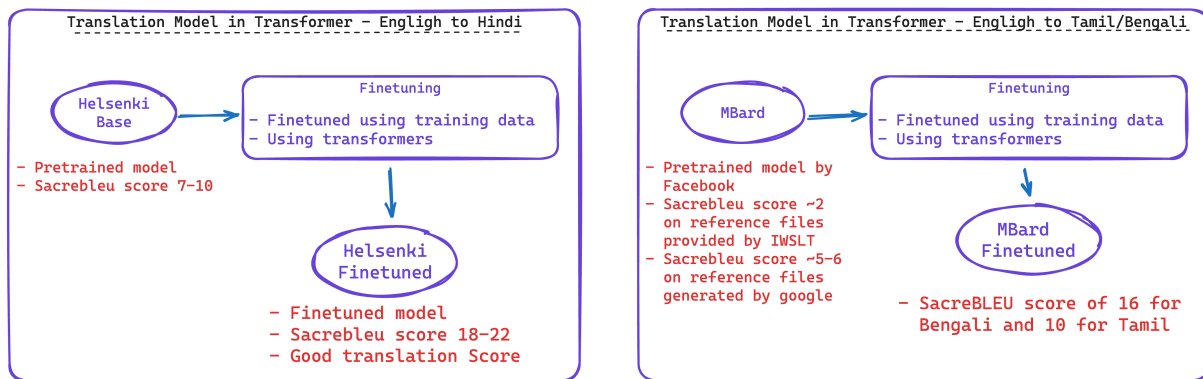 Translation Model in Transformer - Engligh to Hindi
Helsenki
Base
Finetuning
- Finetuned using training data
- Using transformers
- Pretrained model
- Sacrebleu score 7-10
Helsenki
Finetuned
- Finetuned model
- Sacrebleu score 18-22
- Good translation Score
Translation Model in Transformer - Engligh to Tamil/Bengali
MBard
Finetuning
- Finetuned using training data
- Using transformers
- Pretrained model by
Facebook
- Sacrebleu score ~2
on reference files
provided by IWSLT
- Sacrebleu score ~5-6
on reference files
generated by google
MBard
Finetuned
- SacreBLEU score of 16 for
Bengali and 10 for Tamil